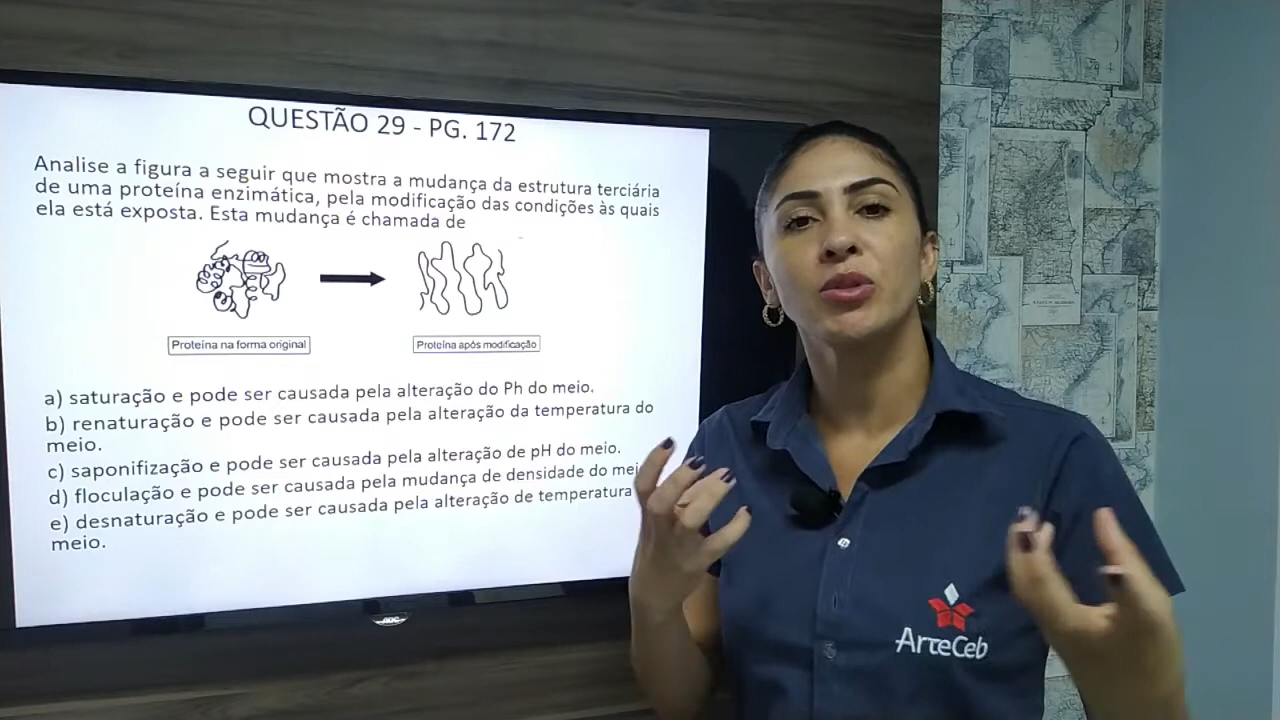 QUESTÃO 29 - PG. 172
Analise a figura a seguir que mostra a mudança da estrutura terciária
de uma proteína enzimática, pela modificação das condições às quais
ela está exposta. Esta mudança é chamada de
Proteína na forma original
Proteína após modificação
a) saturação e pode ser causada pela alteração do Ph do meio.
b) renaturação e pode ser causada pela alteração da temperatura do
meio.
c) saponifização e pode ser causada pela alteração de pH do meio.
d) floculação e pode ser causada pela mudança de densidade do mei
e) desnaturação e pode ser causada pela alteração de temperatura
meio.
AOC
ArteCeb